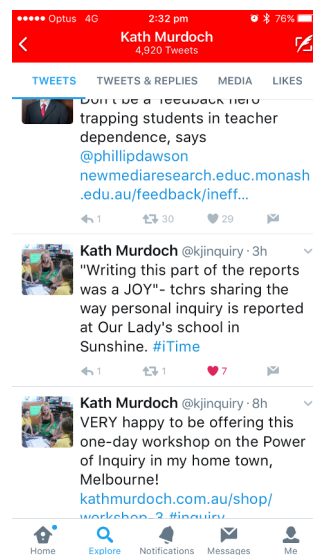 Optus 4G 2:32 pm 76%
Kath Murdoch
4,920 Tweets
TWEETS TWEETS & REPLIES MEDIA LIKES
Don't be a 'feedback hero'
trapping students in teacher
dependence, says
@phillipdawson
newmediaresearch.educ.monash
.edu.au/feedback/ineff...
1 30 29
Kath Murdoch @kjinquiry · 3h
"Writing this part of the reports
was a JOY"- tchrs sharing the
way personal inquiry is reported
at Our Lady's school in
Sunshine. #iTime
1 1 7
Kath Murdoch @kjinquiry · 8h
VERY happy to be offering this
one-day workshop on the Power
of Inquiry in my home town,
Melbourne!
kathmurdoch.com.au/shop/
workshop-3 #inquiry
Home Explore Notifications Messages Me